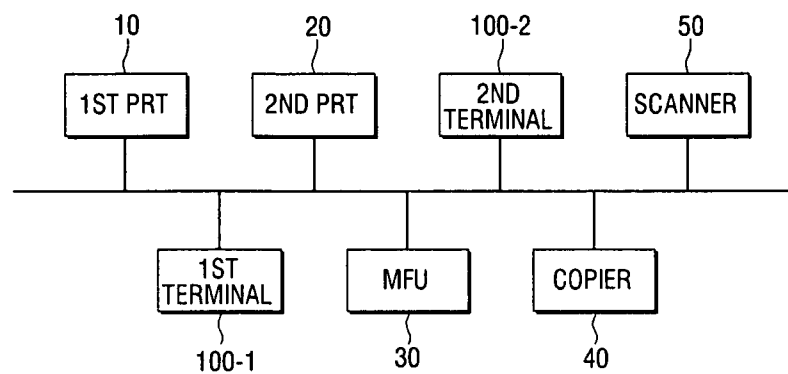 10
20
100-2
50
1ST PRT
2ND PRT
2ND
TERMINAL
SCANNER
1ST
TERMINAL
MFU
COPIER
100-1
30
40